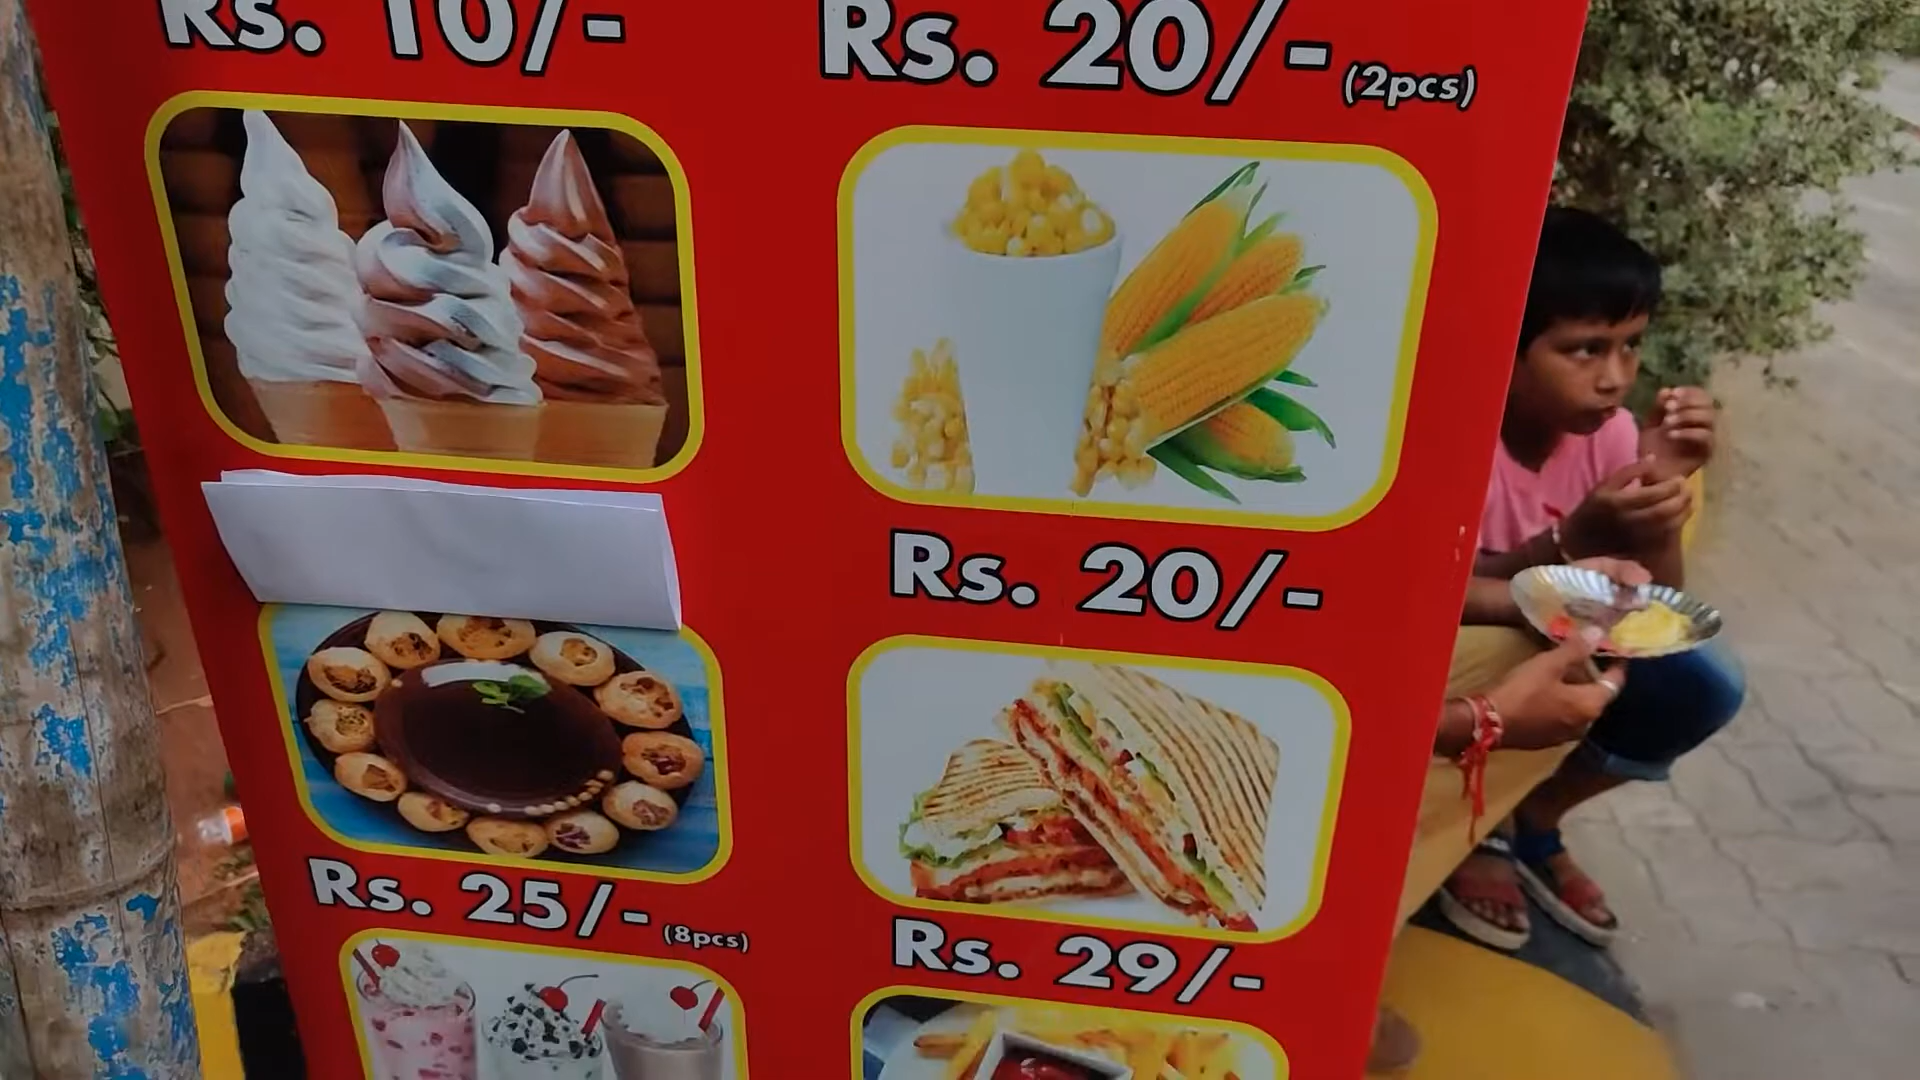 Rs. 10/-
Rs. 20/- (2pcs)
Rs. 20/-
Rs. 25/- (8pcs)
Rs. 29/-